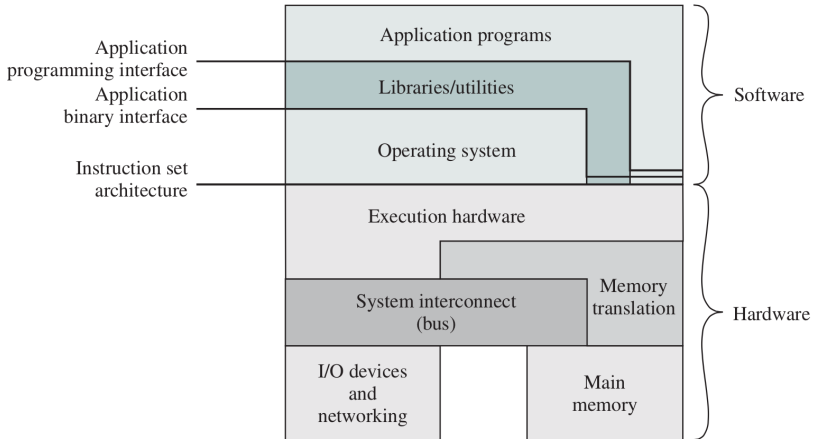 Application programs
Application
programming interface
Libraries/utilities
Software
Application
binary interface
Operating system
Instruction set
architecture
Execution hardware
Memory
translation
System interconnect
(bus)
Hardware
I/O devices
and
networking
Main
memory